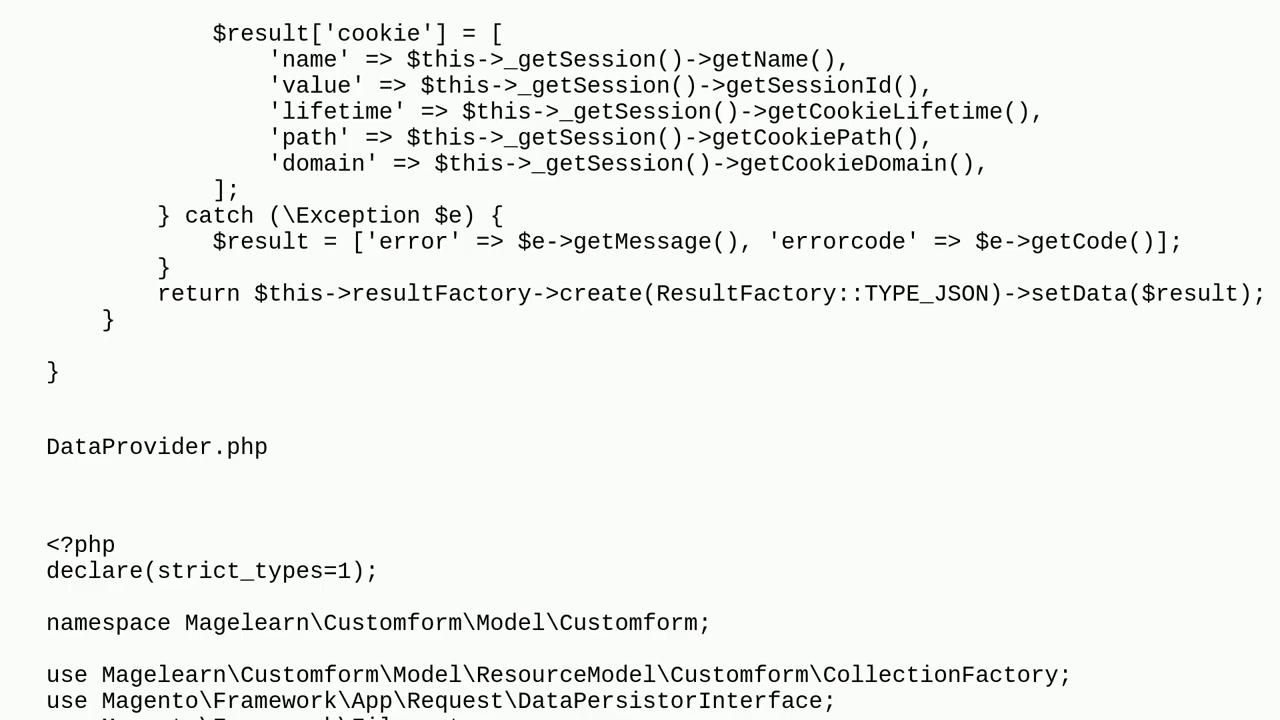 $result['cookie'] = [
'name' => $this->_getSession()->getName(),
'value' => $this->_getSession()->getSessionId(),
'lifetime' => $this->_getSession()->getCookieLifetime(),
'path' => $this->_getSession()->getCookiePath(),
'domain' => $this->_getSession()->getCookieDomain(),
];
} catch (\Exception $e) {
$result = ['error' => $e->getMessage(), 'errorcode' => $e->getCode()];
}
return $this->resultFactory->create(ResultFactory::TYPE_JSON)->setData($result);
}
}
DataProvider.php
<?php
declare(strict_types=1);
namespace Magelearn\Customform\Model\Customform;
use Magelearn\Customform\Model\ResourceModel\Customform\CollectionFactory;
use Magento\Framework\App\Request\DataPersistorInterface;